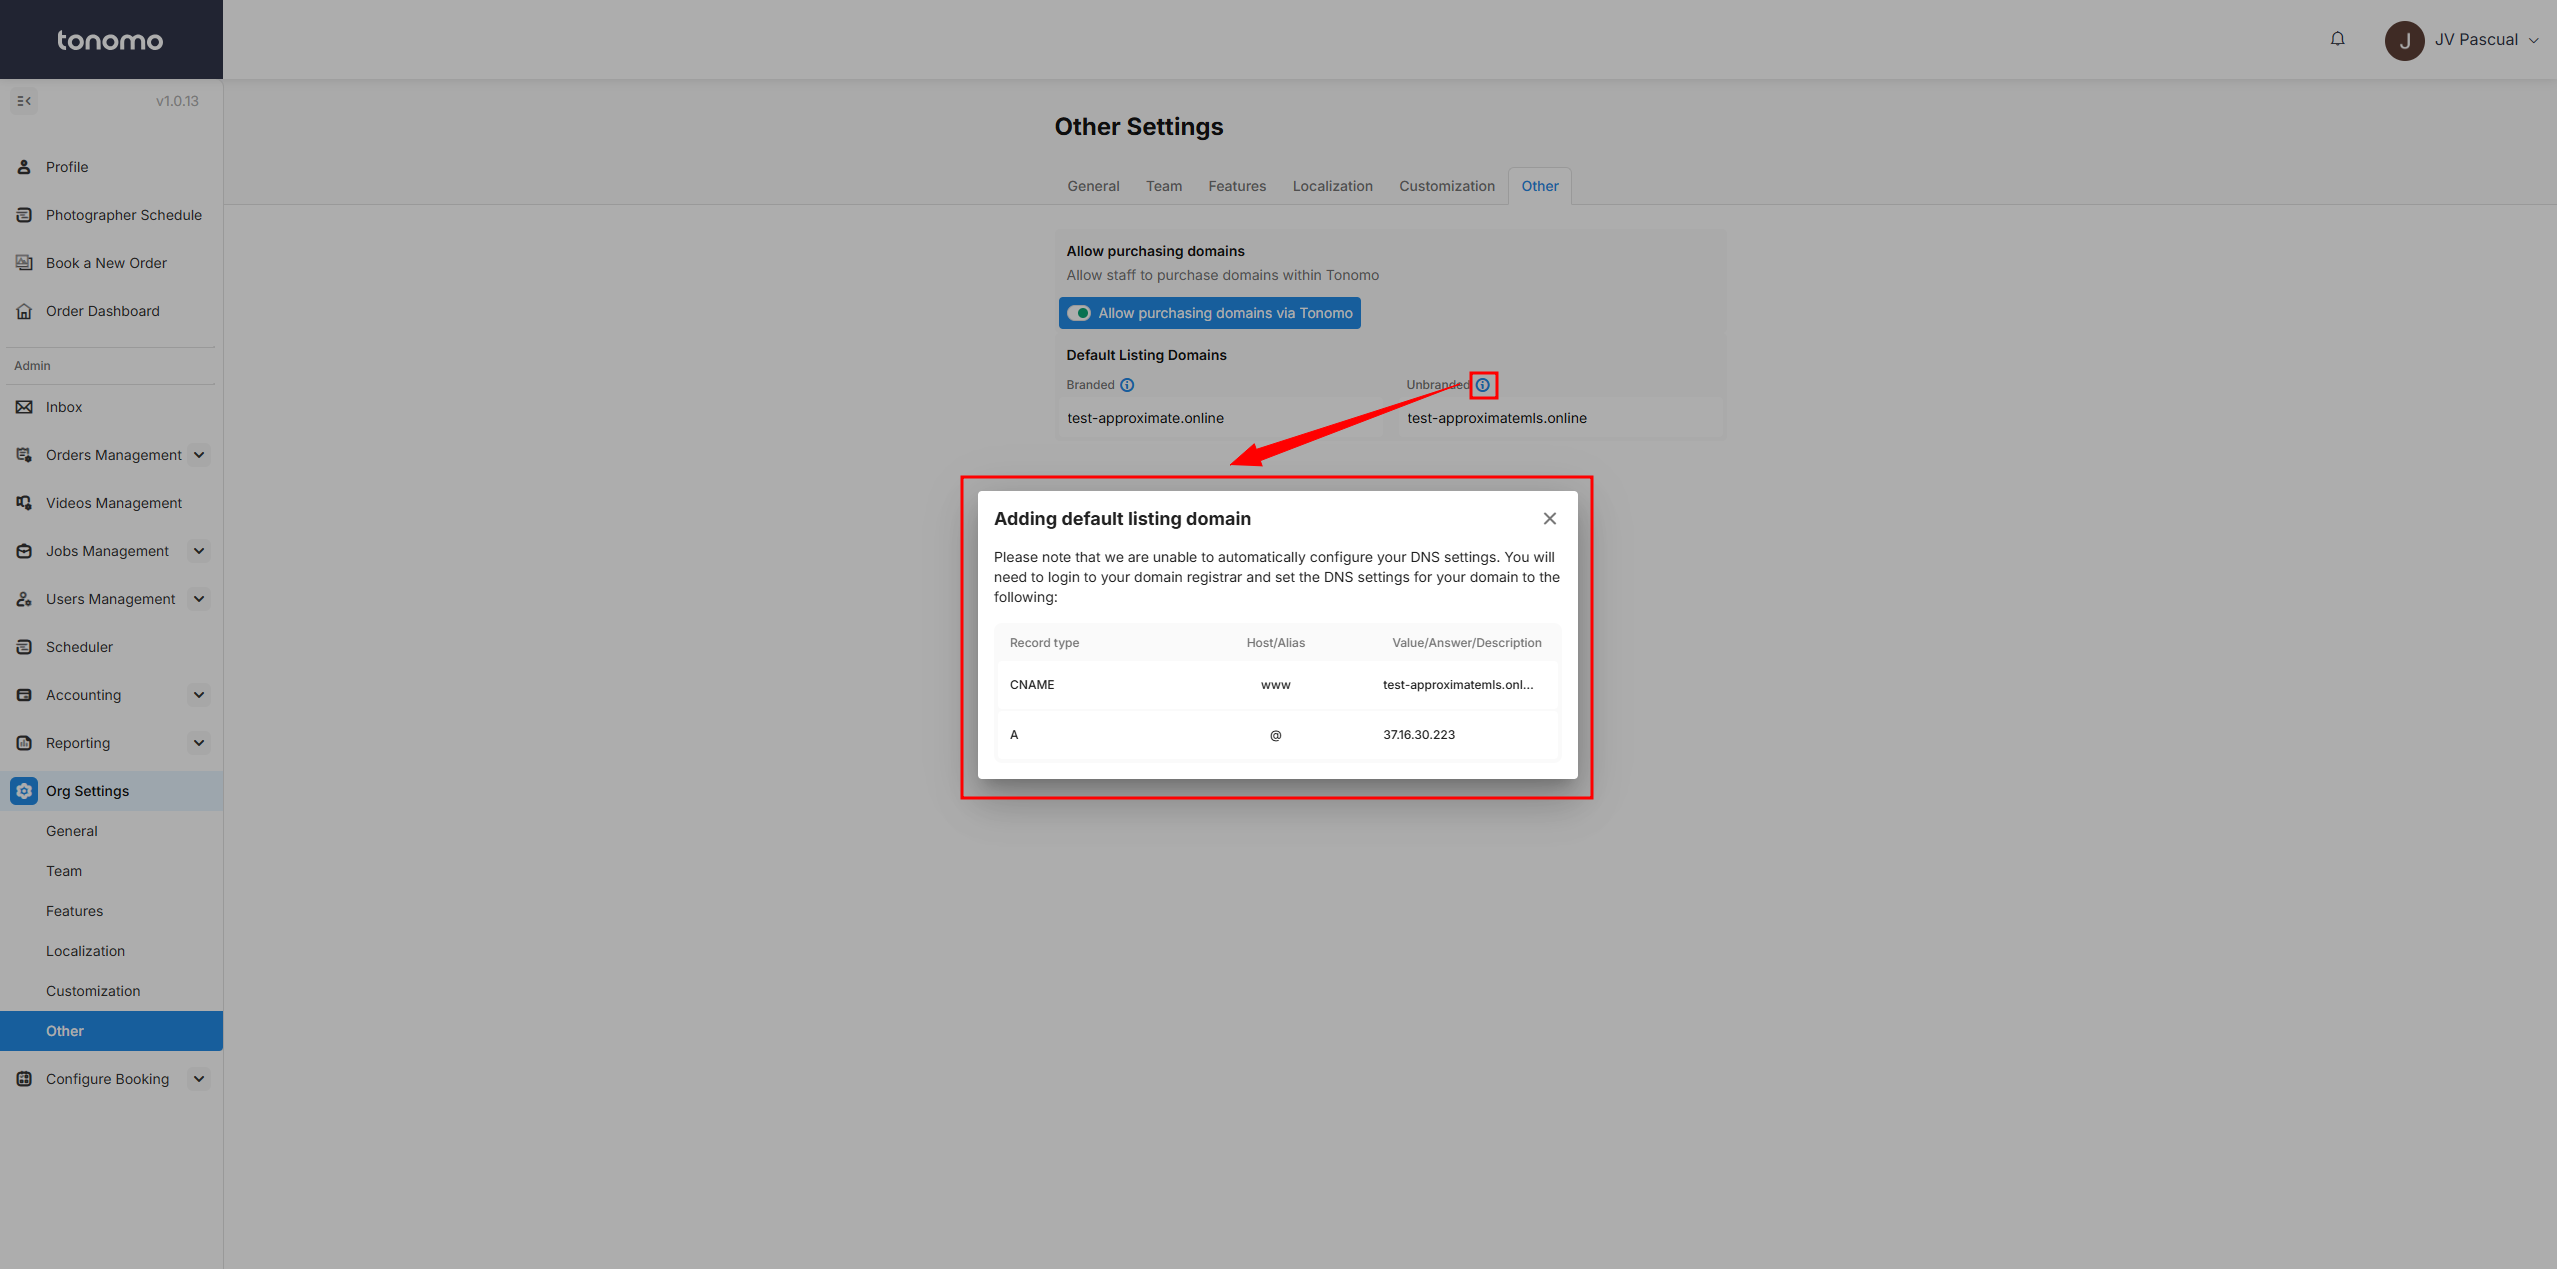 tonomo
JV Pascual
J
v1.0.13
Profile
Photographer Schedule
Book a New Order
Order Dashboard
Admin
Inbox
Orders Management
Videos Management
Jobs Management
Users Management
Scheduler
Accounting
Reporting
Org Settings
General
Team
Features
Localization
Customization
Other
Configure Booking
Other Settings
General Team Features Localization Customization Other
Allow purchasing domains
Allow staff to purchase domains within Tonomo
Allow purchasing domains via Tonomo
Default Listing Domains
Branded Unbranded
test-approximate.online test-approximatemls.online
Adding default listing domain
Please note that we are unable to automatically configure your DNS settings. You will
need to login to your domain registrar and set the DNS settings for your domain to the
following:
Record type Host/Alias Value/Answer/Description
CNAME www test-approximatemls.onl...
A @ 37.16.30.223